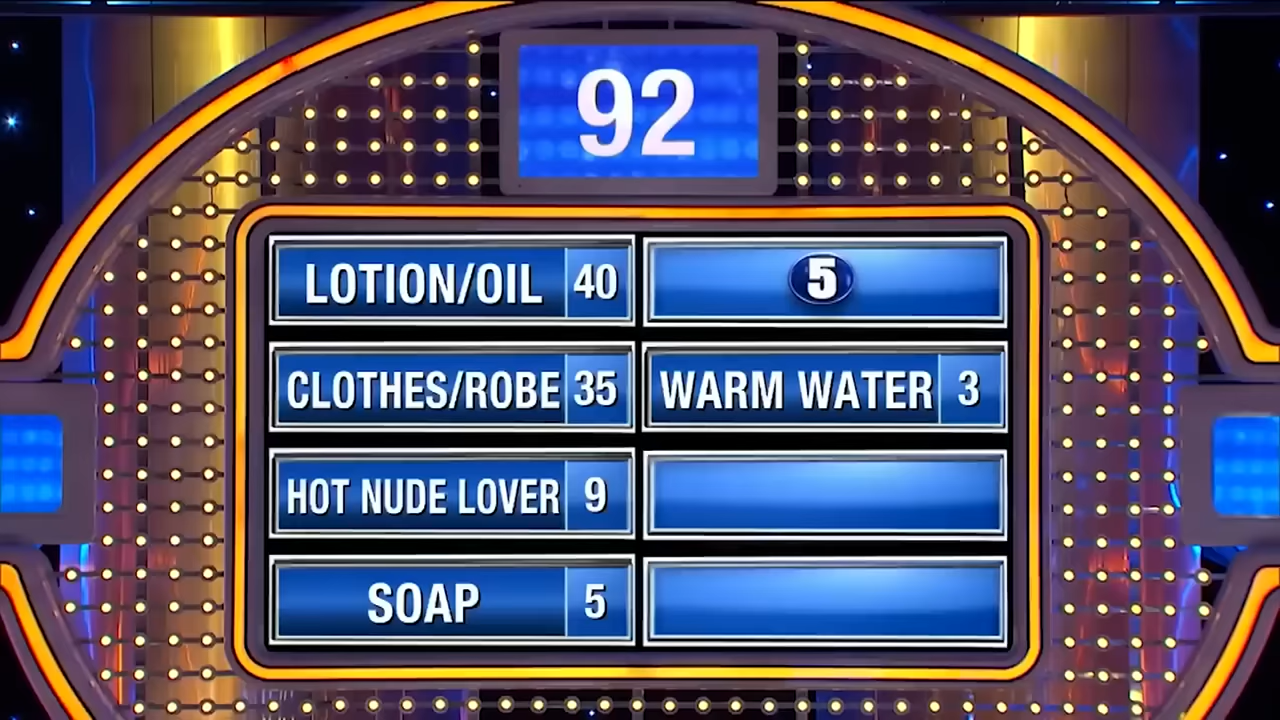 92
LOTION/OIL 40
5
CLOTHES/ROBE 35
WARM WATER 3
HOT NUDE LOVER 9
SOAP 5